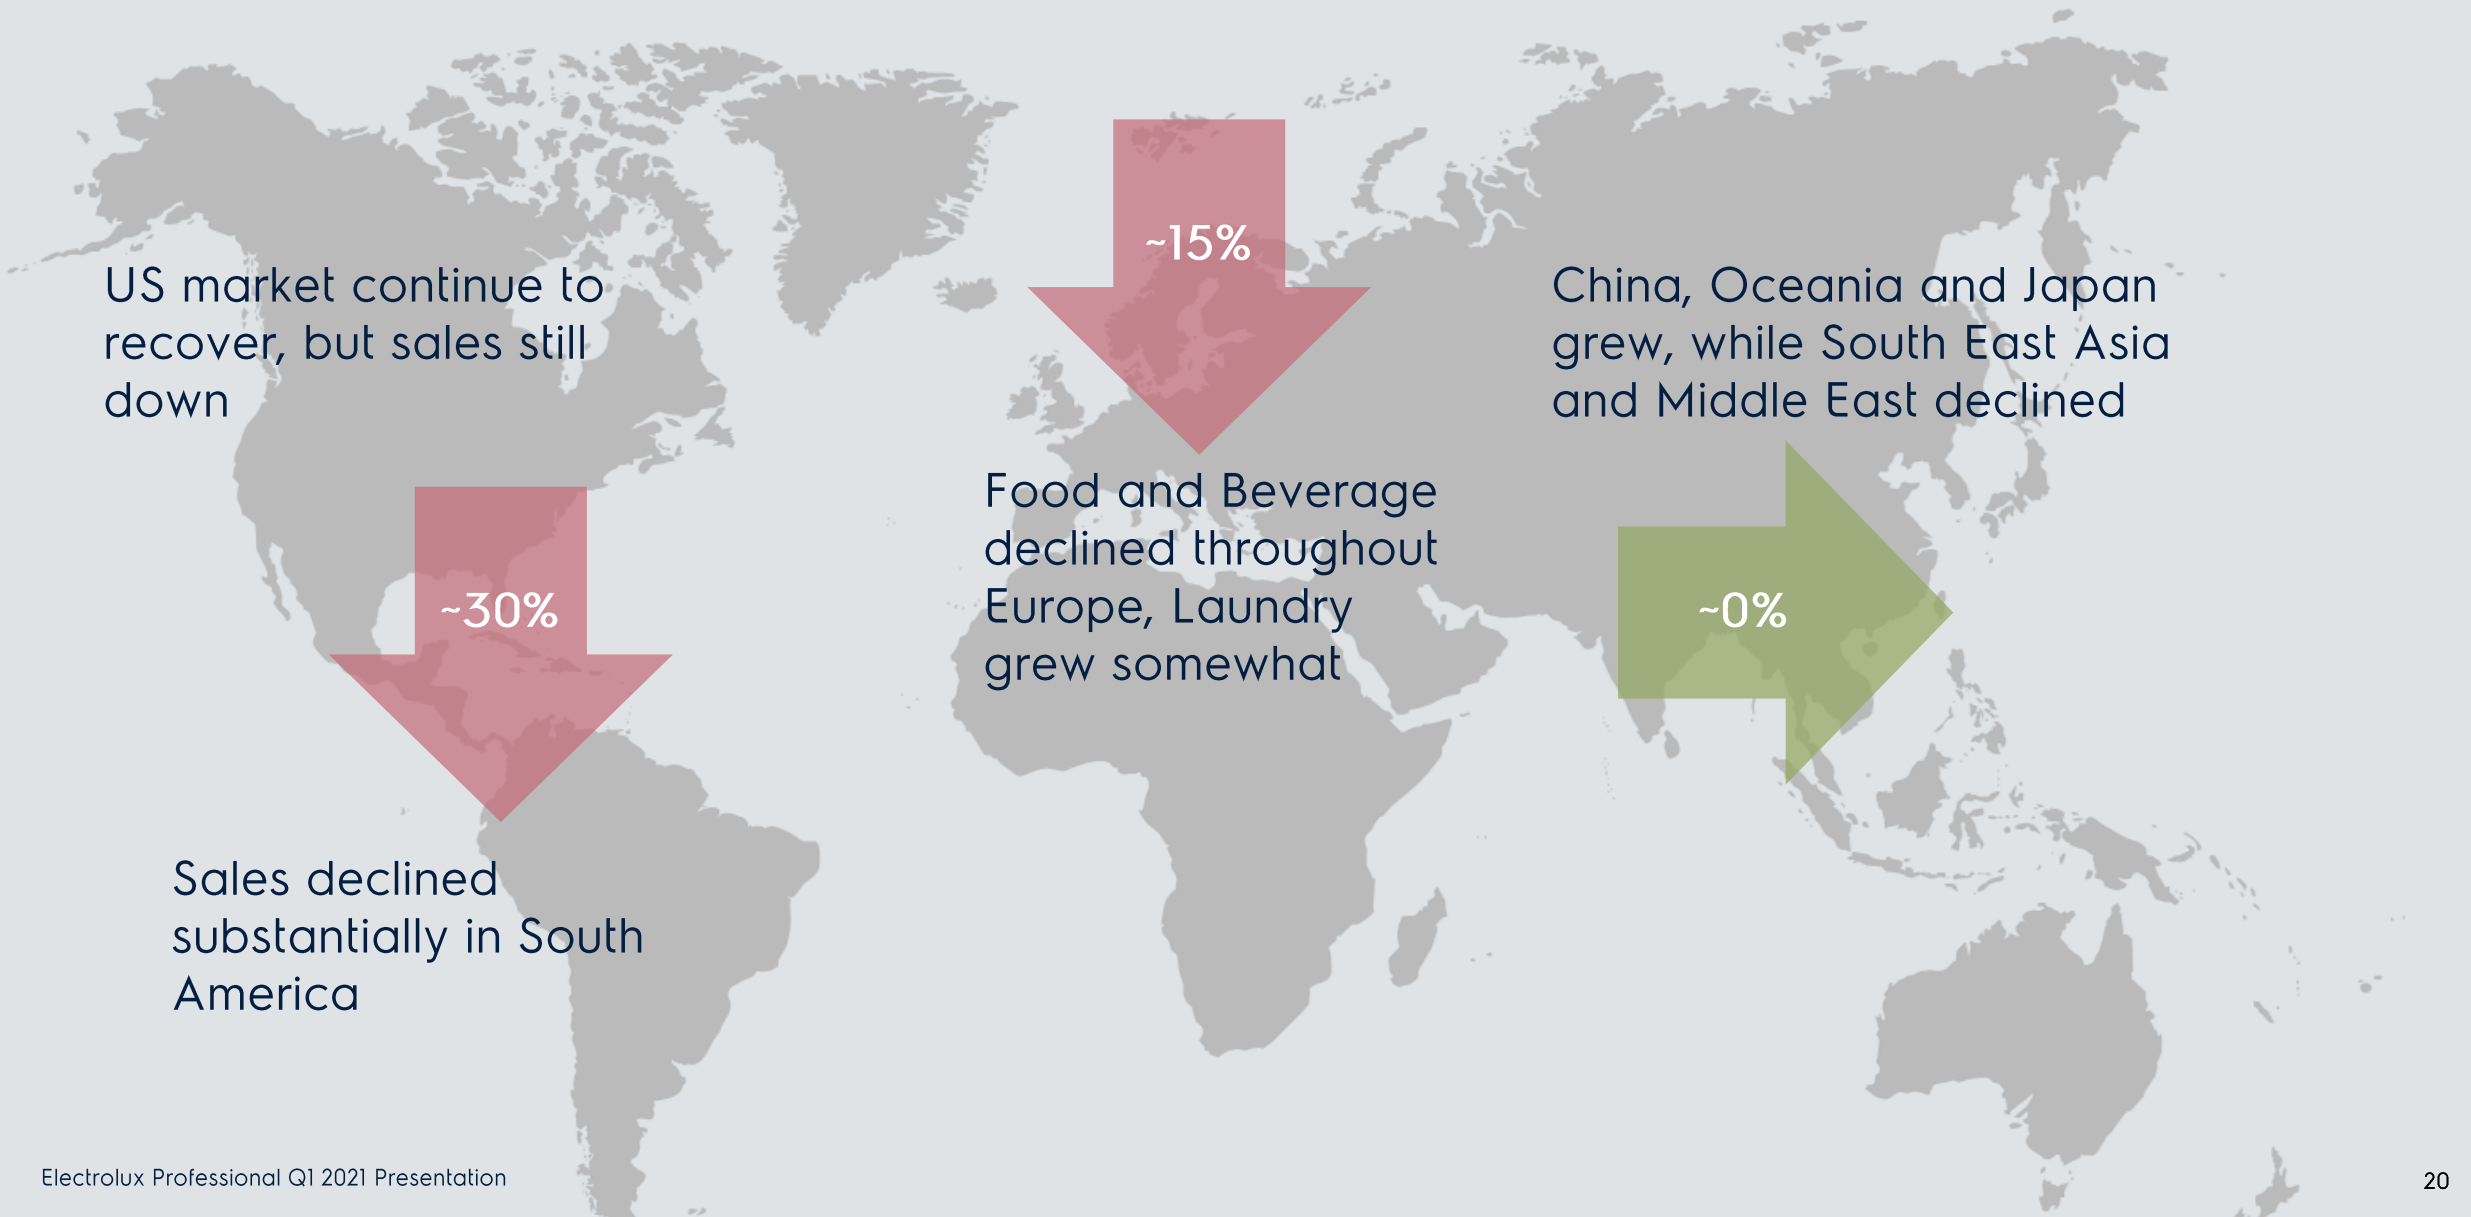 US market continue to
recover, but sales still
down
~30%
Sales declined
substantially in South
America
~15%
Food and Beverage
declined throughout
Europe, Laundry
grew somewhat
China, Oceania and Japan
grew, while South East Asia
and Middle East declined
~0%
Electrolux Professional Q1 2021 Presentation
20